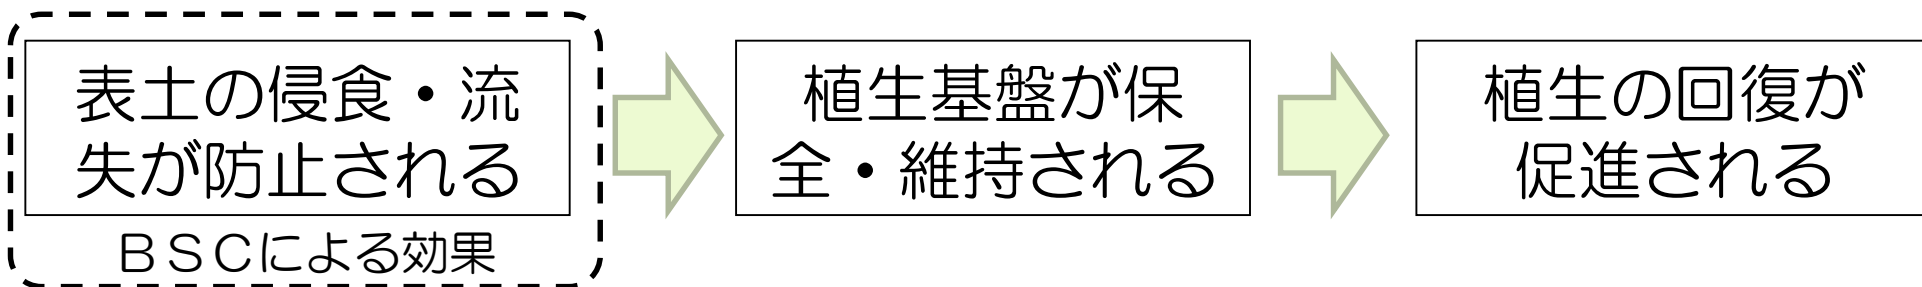 表土の侵食・流
失が防止される
ＢＳＣによる効果
植生基盤が保
全・維持される
植生の回復が
促進される